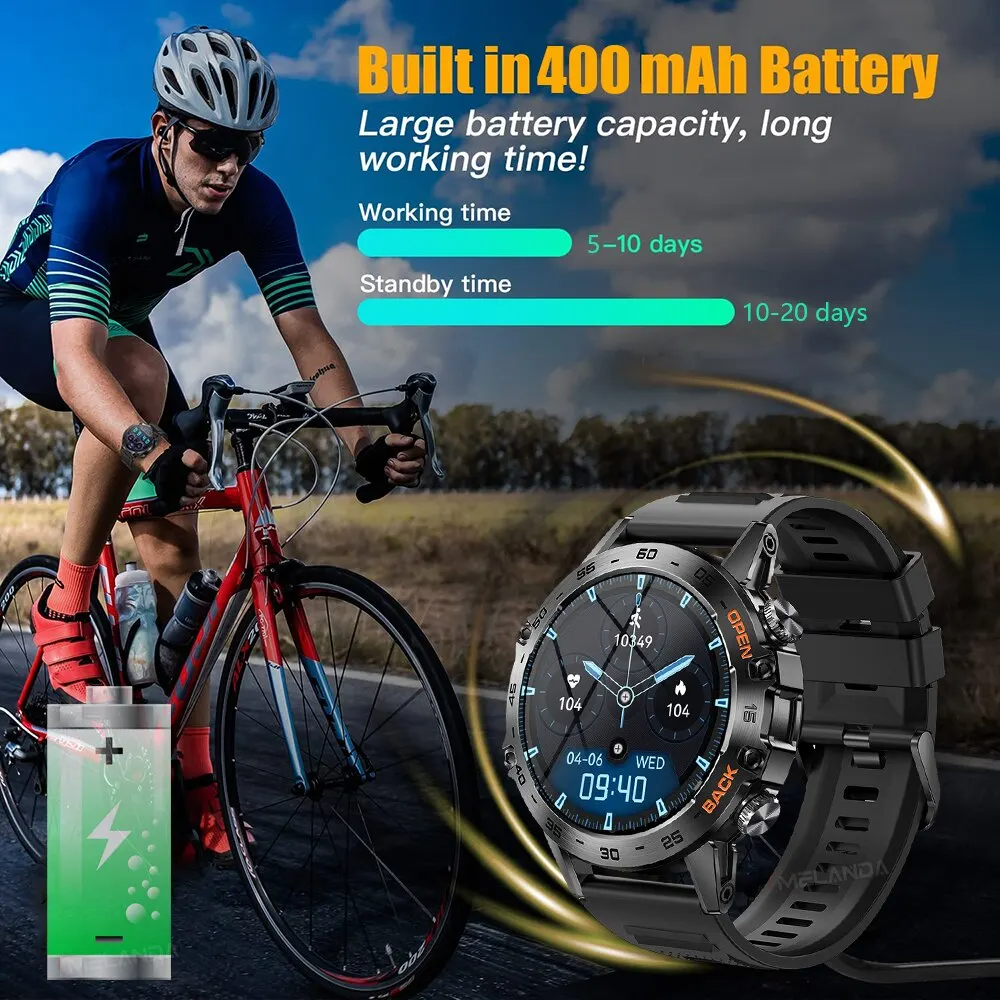 Built in 400 mAh Battery
Large battery capacity, long
working time!
Working time
5-10 days
Standby time
10-20 days
60
05
55
50
OPEN
10349
45
15
104
104
04-06 WED
09:40
40
BACK
35
30
25
MELANDA
+
−
MELANDA